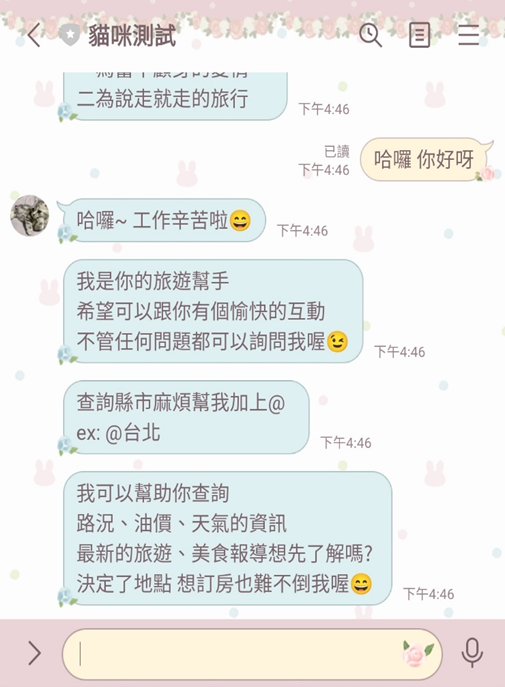 貓咪測試
二為說走就走的旅行
下午4:46
已讀
下午4:46
哈囉 你好呀
哈囉~ 工作辛苦啦😄
下午4:46
我是你的旅遊幫手
希望可以跟你有個愉快的互動
不管任何問題都可以詢問我喔😉
下午4:46
查詢縣市麻煩幫我加上@
ex: @台北
下午4:46
我可以幫助你查詢
路況、油價、天氣的資訊
最新的旅遊、美食報導想先了解嗎?
決定了地點 想訂房也難不倒我喔😄
下午4:46